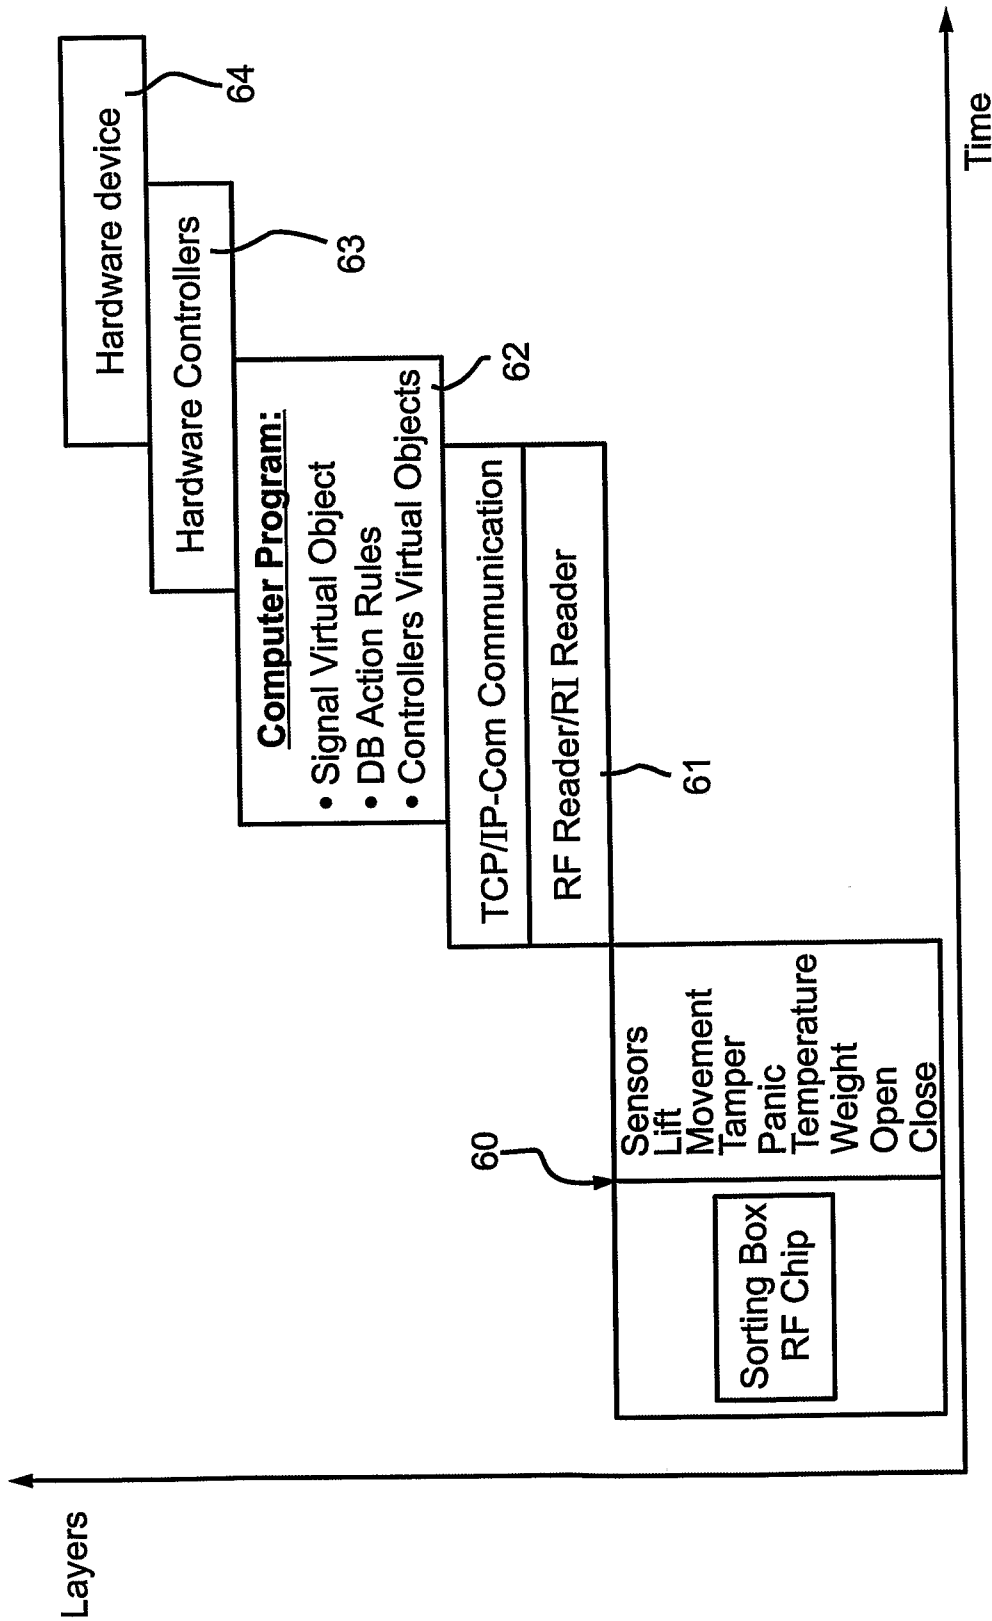 Layers
Hardware device
64
Hardware Controllers
63
Computer Program:
• Signal Virtual Object
• DB Action Rules
• Controllers Virtual Objects
62
TCP/IP-Com Communication
RF Reader/RI Reader
61
60
Sorting Box
RF Chip
Sensors
Lift
Movement
Tamper
Panic
Temperature
Weight
Open
Close
Time